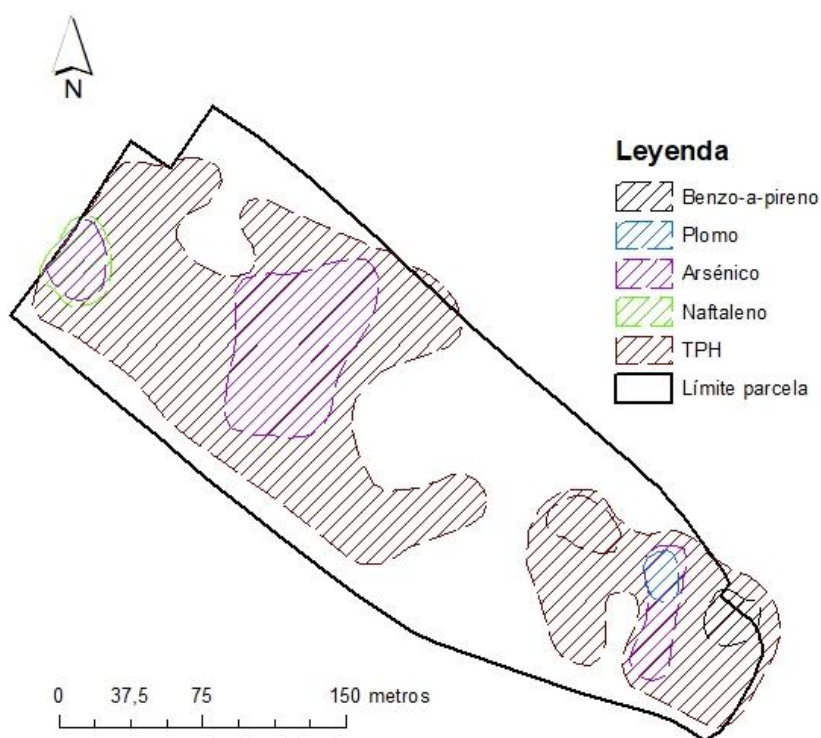 N
Leyenda
Benzo-a-pireno
Plomo
Arsénico
Naftaleno
TPH
Límite parcela
0 37,5 75 150 metros